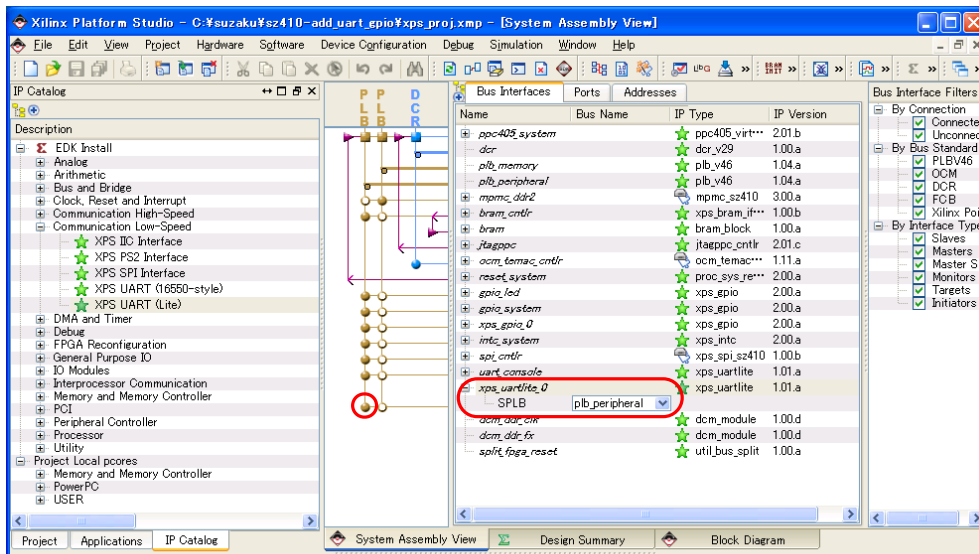 Xilinx Platform Studio - C:¥suzaku¥sz410-add_uart_gpio¥xps_proj.xmp - [System Assembly View]
File Edit View Project Hardware Software Device Configuration Debug Simulation Window Help
IP Catalog
Description
EDK Install
Analog
Arithmetic
Bus and Bridge
Clock, Reset and Interrupt
Communication High-Speed
Communication Low-Speed
XPS IIC Interface
XPS PS2 Interface
XPS SPI Interface
XPS UART (16550-style)
XPS UART (Lite)
DMA and Timer
Debug
FPGA Reconfiguration
General Purpose IO
IO Modules
Interprocessor Communication
Memory and Memory Controller
PCI
Peripheral Controller
Processor
Utility
Project Local pcores
Memory and Memory Controller
PowerPC
USER
Project Applications IP Catalog
PLB PLB DCR
Bus Interfaces Ports Addresses
Name Bus Name IP Type IP Version
ppc405_system ppc405_virt··· 2.01.b
dcr dcr_v29 1.00.a
plb_memory plb_v46 1.04.a
plb_peripheral plb_v46 1.04.a
mpmc_ddr2 mpmc_sz410 3.00.a
bram_cntlr xps_bram_if··· 1.00.b
bram bram_block 1.00.a
jtagppc jtagppc_cntlr 2.01.c
ocm_temac_cntlr ocm_temac··· 1.11.a
reset_system proc_sys_re··· 2.00.a
gpio_led xps_gpio 2.00.a
gpio_system xps_gpio 2.00.a
xps_gpio_0 xps_gpio 2.00.a
intc_system xps_intc 2.00.a
spi_cntlr xps_spi_sz410 1.00.b
uart_console xps_uartlite 1.01.a
xps_uartlite_0 xps_uartlite 1.01.a
SPLB plb_peripheral
dcm_ddr_clk dcm_module 1.00.d
dcm_ddr_fx dcm_module 1.00.d
split_fpga_reset util_bus_split 1.00.a
System Assembly View Design Summary Block Diagram
Bus Interface Filters
By Connection
Connecte
Unconnec
By Bus Standard
PLBV46
OCM
DCR
FCB
Xilinx Poi
By Interface Type
Slaves
Masters
Master S
Monitors
Targets
Initiators